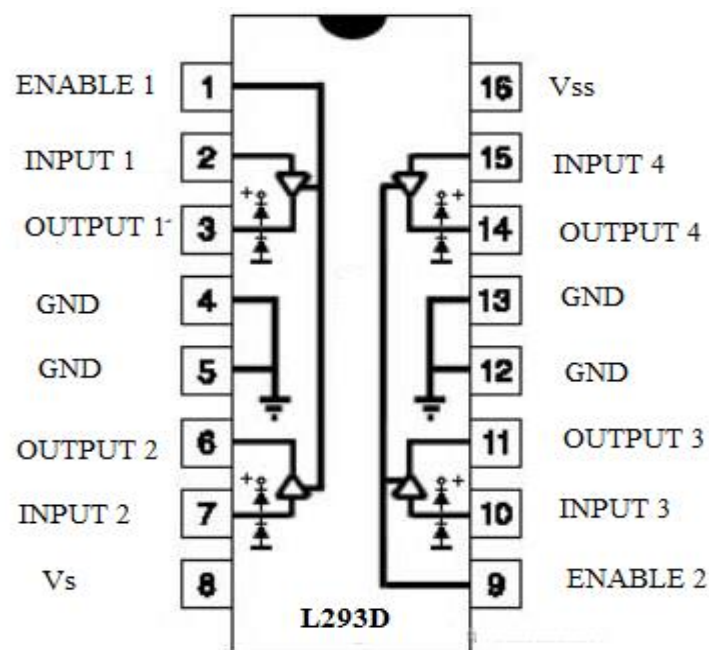 ENABLE 1
1
16
Vss
INPUT 1
2
15
INPUT 4
+
+
OUTPUT 1
3
14
OUTPUT 4
GND
4
13
GND
GND
5
12
GND
OUTPUT 2
6
11
OUTPUT 3
+
+
INPUT 2
7
10
INPUT 3
Vs
8
9
ENABLE 2
L293D